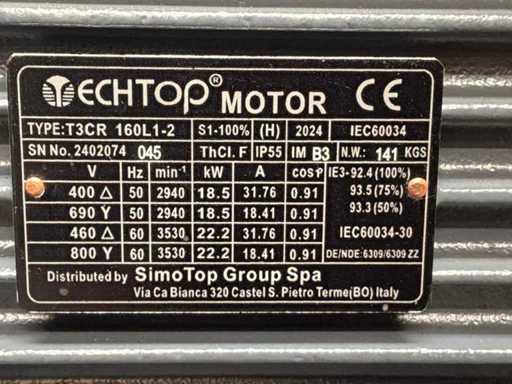 TECHTOP® MOTOR CE
TYPE:T3CR 160L1-2 S1-100% (H) 2024 IEC60034
SN No. 2402074 045 ThCl. F IP55 IM B3 N.W.: 141 KGS
V Hz min⁻¹ kW A cosφ IE3-92.4 (100%)
400 Δ 50 2940 18.5 31.76 0.91 93.5 (75%)
690 Y 50 2940 18.5 18.41 0.91 93.3 (50%)
460 Δ 60 3530 22.2 31.76 0.91 IEC60034-30
800 Y 60 3530 22.2 18.41 0.91 DE/NDE:6309/6309 ZZ
Distributed by SimoTop Group Spa
Via Ca Bianca 320 Castel S. Pietro Terme(BO) Italy